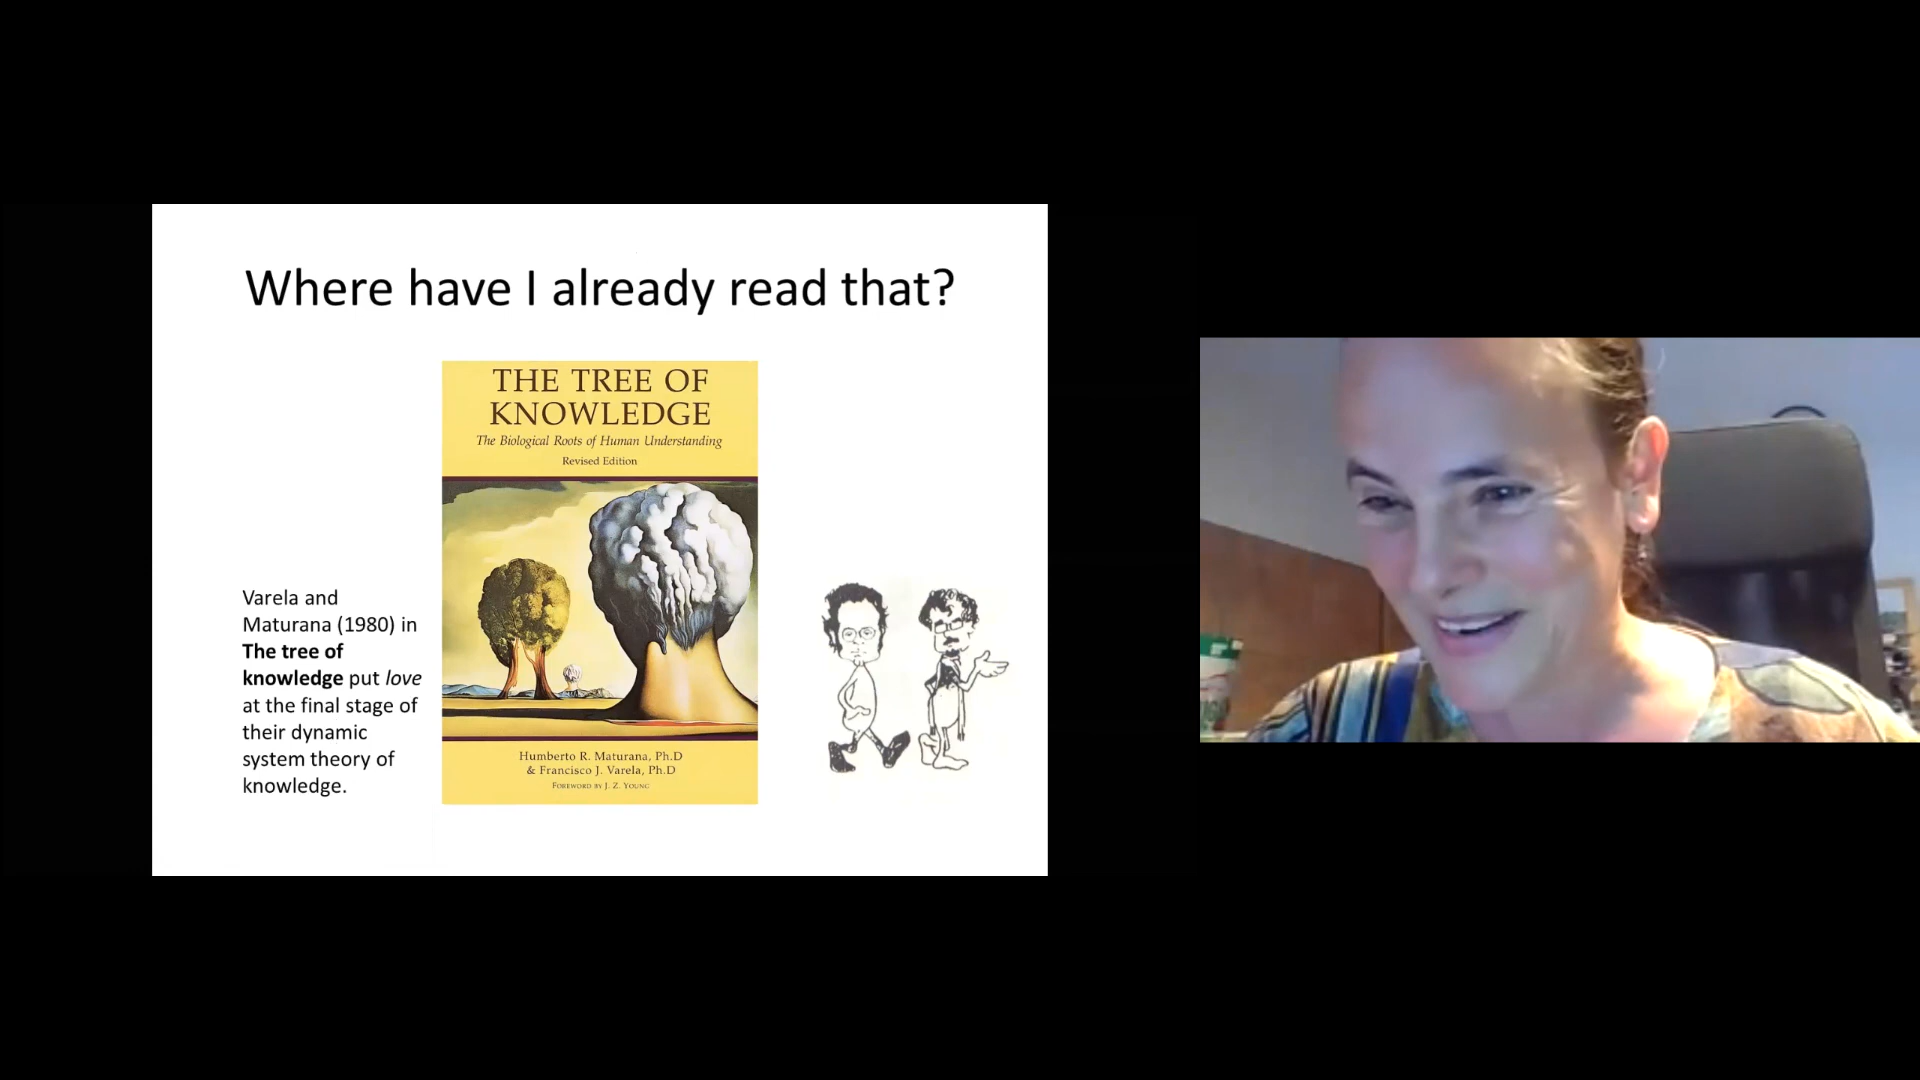 Where have I already read that?
THE TREE OF
KNOWLEDGE
The Biological Roots of Human Understanding
Revised Edition
Varela and
Maturana (1980) in
The tree of
knowledge put love
at the final stage of
their dynamic
system theory of
knowledge.
Humberto R. Maturana, Ph.D
& Francisco J. Varela, Ph.D
Foreword by J. Z. Young